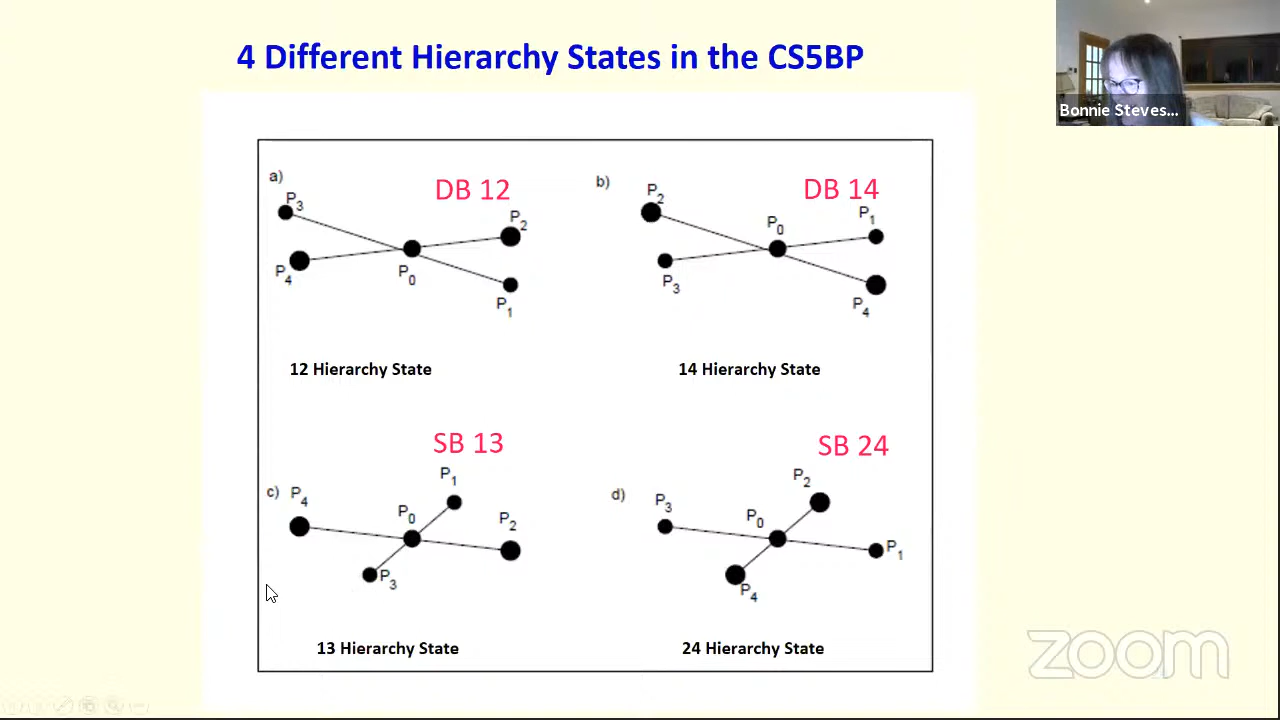 4 Different Hierarchy States in the CS5BP
Bonnie Steves...
a)
DB 12
P3
P2
P4
P0
P1
12 Hierarchy State
b)
DB 14
P2
P1
P0
P3
P4
14 Hierarchy State
c)
SB 13
P4
P1
P0
P2
P3
13 Hierarchy State
d)
SB 24
P3
P2
P0
P1
P4
24 Hierarchy State
zoom